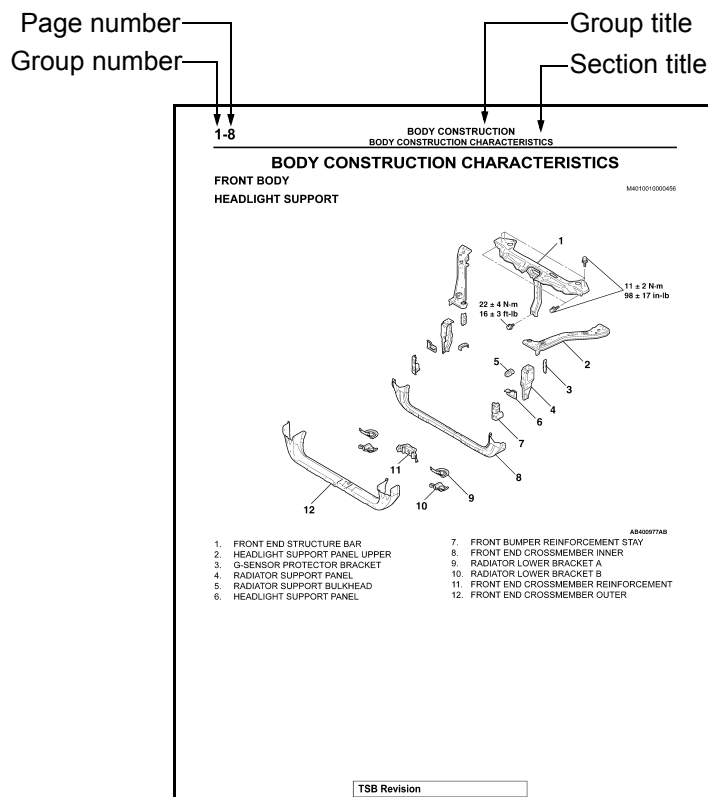 Page number
Group title
Group number
Section title
1-8
BODY CONSTRUCTION
BODY CONSTRUCTION CHARACTERISTICS
BODY CONSTRUCTION CHARACTERISTICS
FRONT BODY
M4010010000456
HEADLIGHT SUPPORT
1
11 ± 2 N·m
98 ± 17 in-lb
22 ± 4 N·m
16 ± 3 ft-lb
2
5
3
4
6
7
8
11
9
10
12
AB400977AB
1. FRONT END STRUCTURE BAR
2. HEADLIGHT SUPPORT PANEL UPPER
3. G-SENSOR PROTECTOR BRACKET
4. RADIATOR SUPPORT PANEL
5. RADIATOR SUPPORT BULKHEAD
6. HEADLIGHT SUPPORT PANEL
7. FRONT BUMPER REINFORCEMENT STAY
8. FRONT END CROSSMEMBER INNER
9. RADIATOR LOWER BRACKET A
10. RADIATOR LOWER BRACKET B
11. FRONT END CROSSMEMBER REINFORCEMENT
12. FRONT END CROSSMEMBER OUTER
TSB Revision